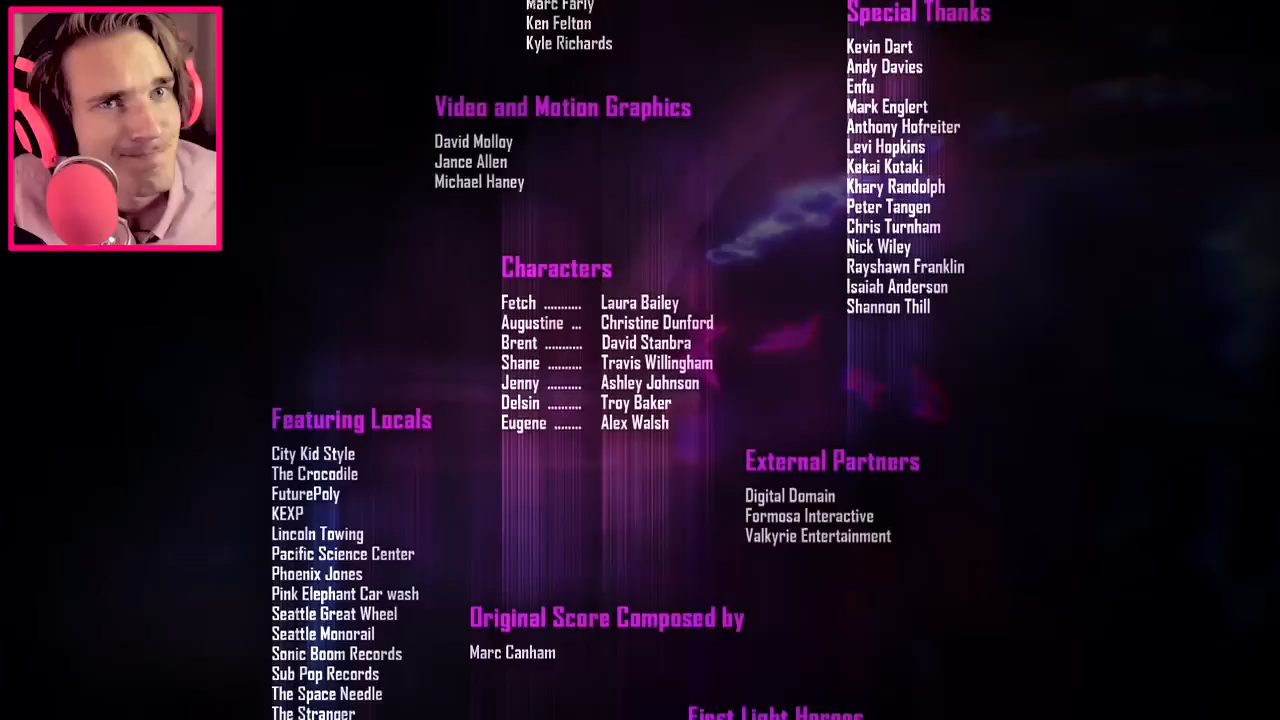 Marc Farly
Ken Felton
Kyle Richards
Special Thanks
Kevin Dart
Andy Davies
Enfu
Mark Englert
Anthony Hofreiter
Levi Hopkins
Kekai Kotaki
Khary Randolph
Peter Tangen
Chris Turnham
Nick Wiley
Rayshawn Franklin
Isaiah Anderson
Shannon Thill
Video and Motion Graphics
David Molloy
Jance Allen
Michael Haney
Characters
Fetch ........... Laura Bailey
Augustine ... Christine Dunford
Brent ........... David Stanbra
Shane .......... Travis Willingham
Jenny .......... Ashley Johnson
Delsin .......... Troy Baker
Eugene ........ Alex Walsh
Featuring Locals
City Kid Style
The Crocodile
FuturePoly
KEXP
Lincoln Towing
Pacific Science Center
Phoenix Jones
Pink Elephant Car wash
Seattle Great Wheel
Seattle Monorail
Sonic Boom Records
Sub Pop Records
The Space Needle
The Stranger
External Partners
Digital Domain
Formosa Interactive
Valkyrie Entertainment
Original Score Composed by
Marc Canham
First Light Heroes